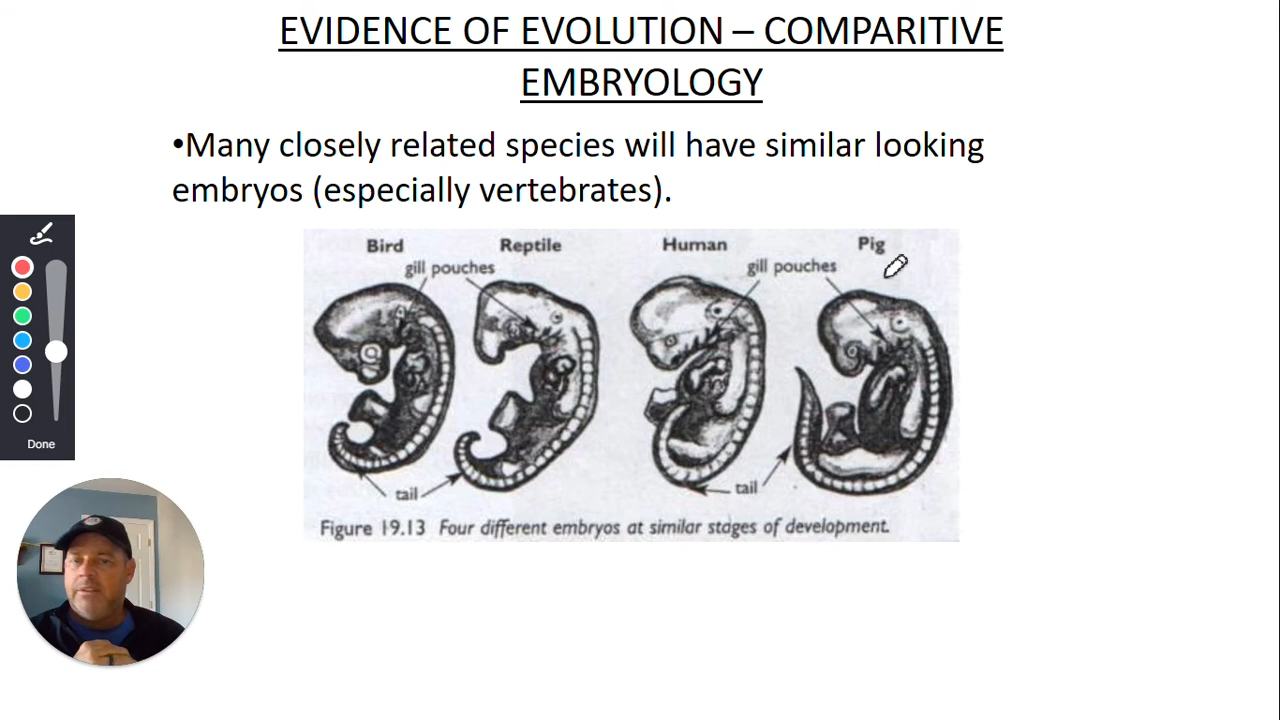 EVIDENCE OF EVOLUTION – COMPARITIVE
EMBRYOLOGY
•Many closely related species will have similar looking
embryos (especially vertebrates).
Bird Reptile Human Pig
gill pouches gill pouches
tail tail
Figure 19.13 Four different embryos at similar stages of development.
Done